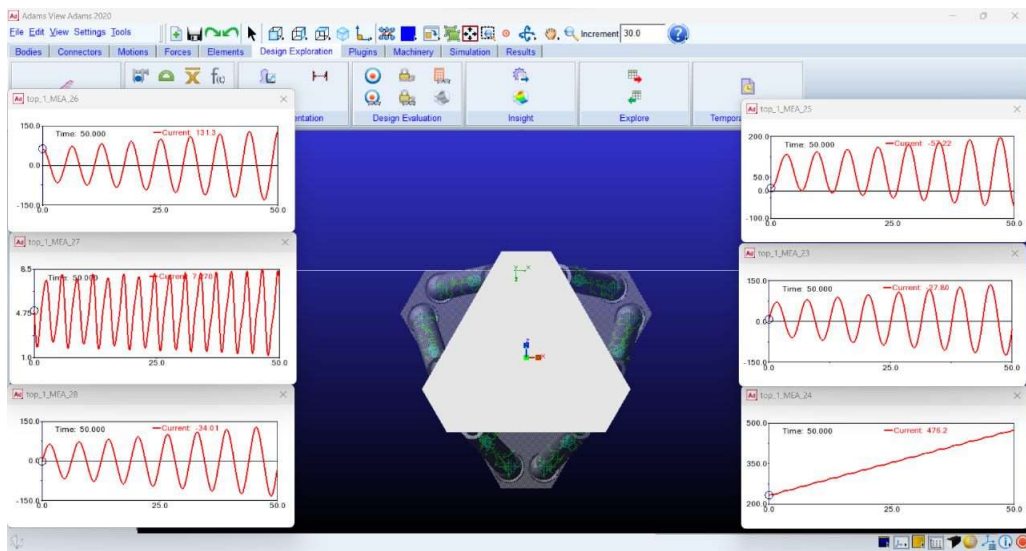 Adams View Adams 2020
File Edit View Settings Tools
Increment 30.0
Bodies Connectors Motions Forces Elements Design Exploration Plugins Machinery Simulation Results
Design Evaluation Insight Explore
top_1_MEA_26
150.0
Time: 50.000 Current: 131.3
0.0
-150.0
0.0 25.0 50.0
top_1_MEA_27
8.5
Time: 50.000
4.75
1.0
0.0 25.0 50.0
top_1_MEA_28
150.0
Time: 50.000 Current: -34.01
0.0
-150.0
0.0 25.0 50.0
top_1_MEA_25
200.0
Time: 50.000 Current: -57.22
50.0
0.0
-100.0
0.0 25.0 50.0
top_1_MEA_23
150.0
Time: 50.000 Current: -27.80
0.0
-150.0
0.0 25.0 50.0
top_1_MEA_24
500.0
Time: 50.000 Current: 476.2
350.0
200.0
0.0 25.0 50.0